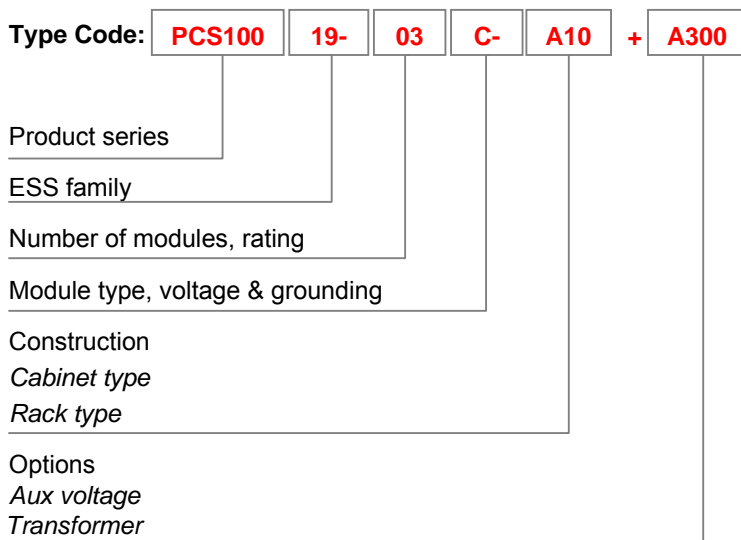 Type Code: PCS100 19- 03 C- A10 + A300
Product series
ESS family
Number of modules, rating
Module type, voltage & grounding
Construction
Cabinet type
Rack type
Options
Aux voltage
Transformer